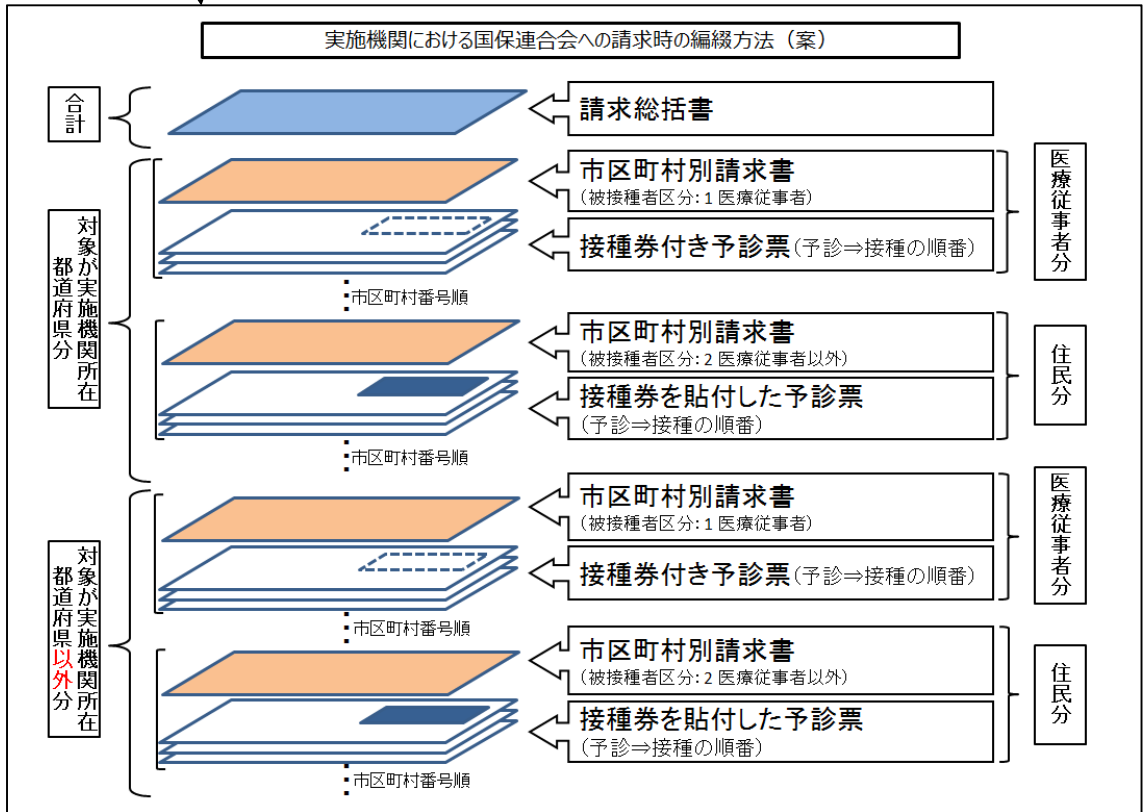 実施機関における国保連合会への請求時の編綴方法（案）
合計
請求総括書
対象が実施機関所在
都道府県分
市区町村別請求書
(被接種者区分:1 医療従事者)
接種券付き予診票(予診⇒接種の順番)
医療従事者分
市区町村番号順
市区町村別請求書
(被接種者区分:2 医療従事者以外)
接種券を貼付した予診票
(予診⇒接種の順番)
住民分
市区町村番号順
対象が実施機関所在
都道府県以外分
市区町村別請求書
(被接種者区分:1 医療従事者)
接種券付き予診票(予診⇒接種の順番)
医療従事者分
市区町村番号順
市区町村別請求書
(被接種者区分:2 医療従事者以外)
接種券を貼付した予診票
(予診⇒接種の順番)
住民分
市区町村番号順